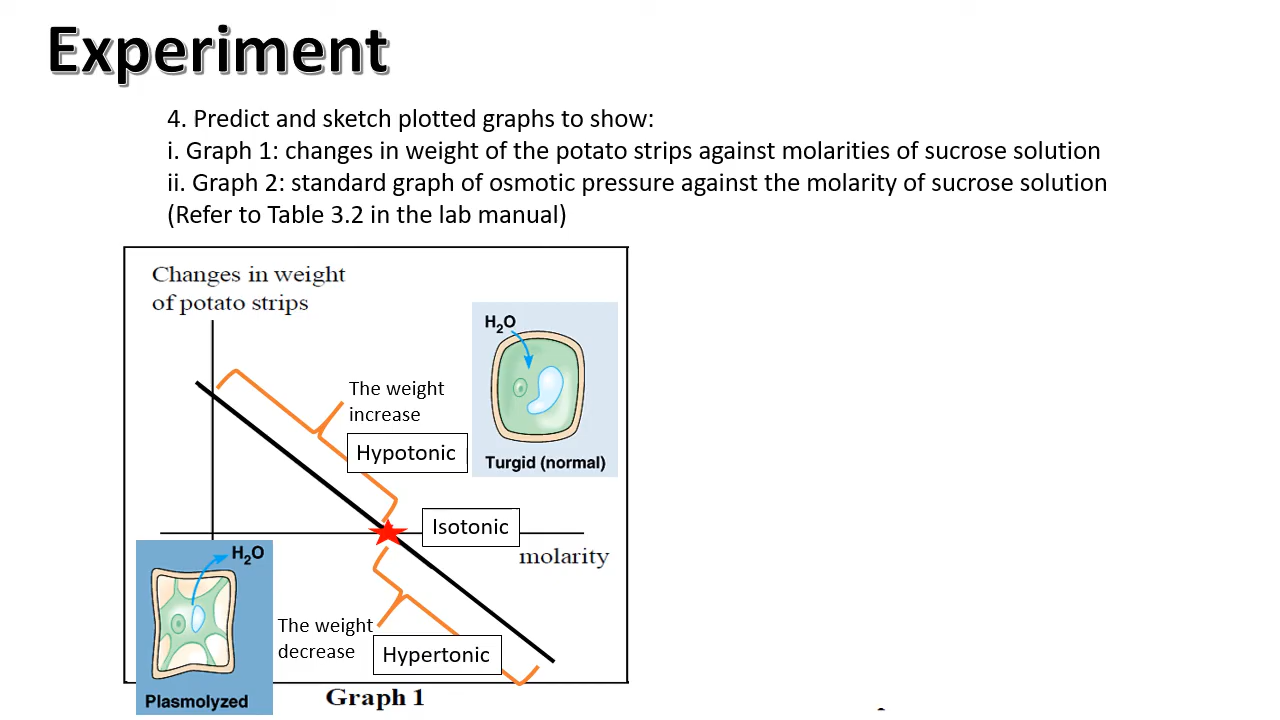 Experiment
4. Predict and sketch plotted graphs to show:
i. Graph 1: changes in weight of the potato strips against molarities of sucrose solution
ii. Graph 2: standard graph of osmotic pressure against the molarity of sucrose solution
(Refer to Table 3.2 in the lab manual)
Changes in weight
of potato strips
H₂O
The weight
increase
Hypotonic
Turgid (normal)
Isotonic
molarity
H₂O
The weight
decrease
Hypertonic
Plasmolyzed
Graph 1